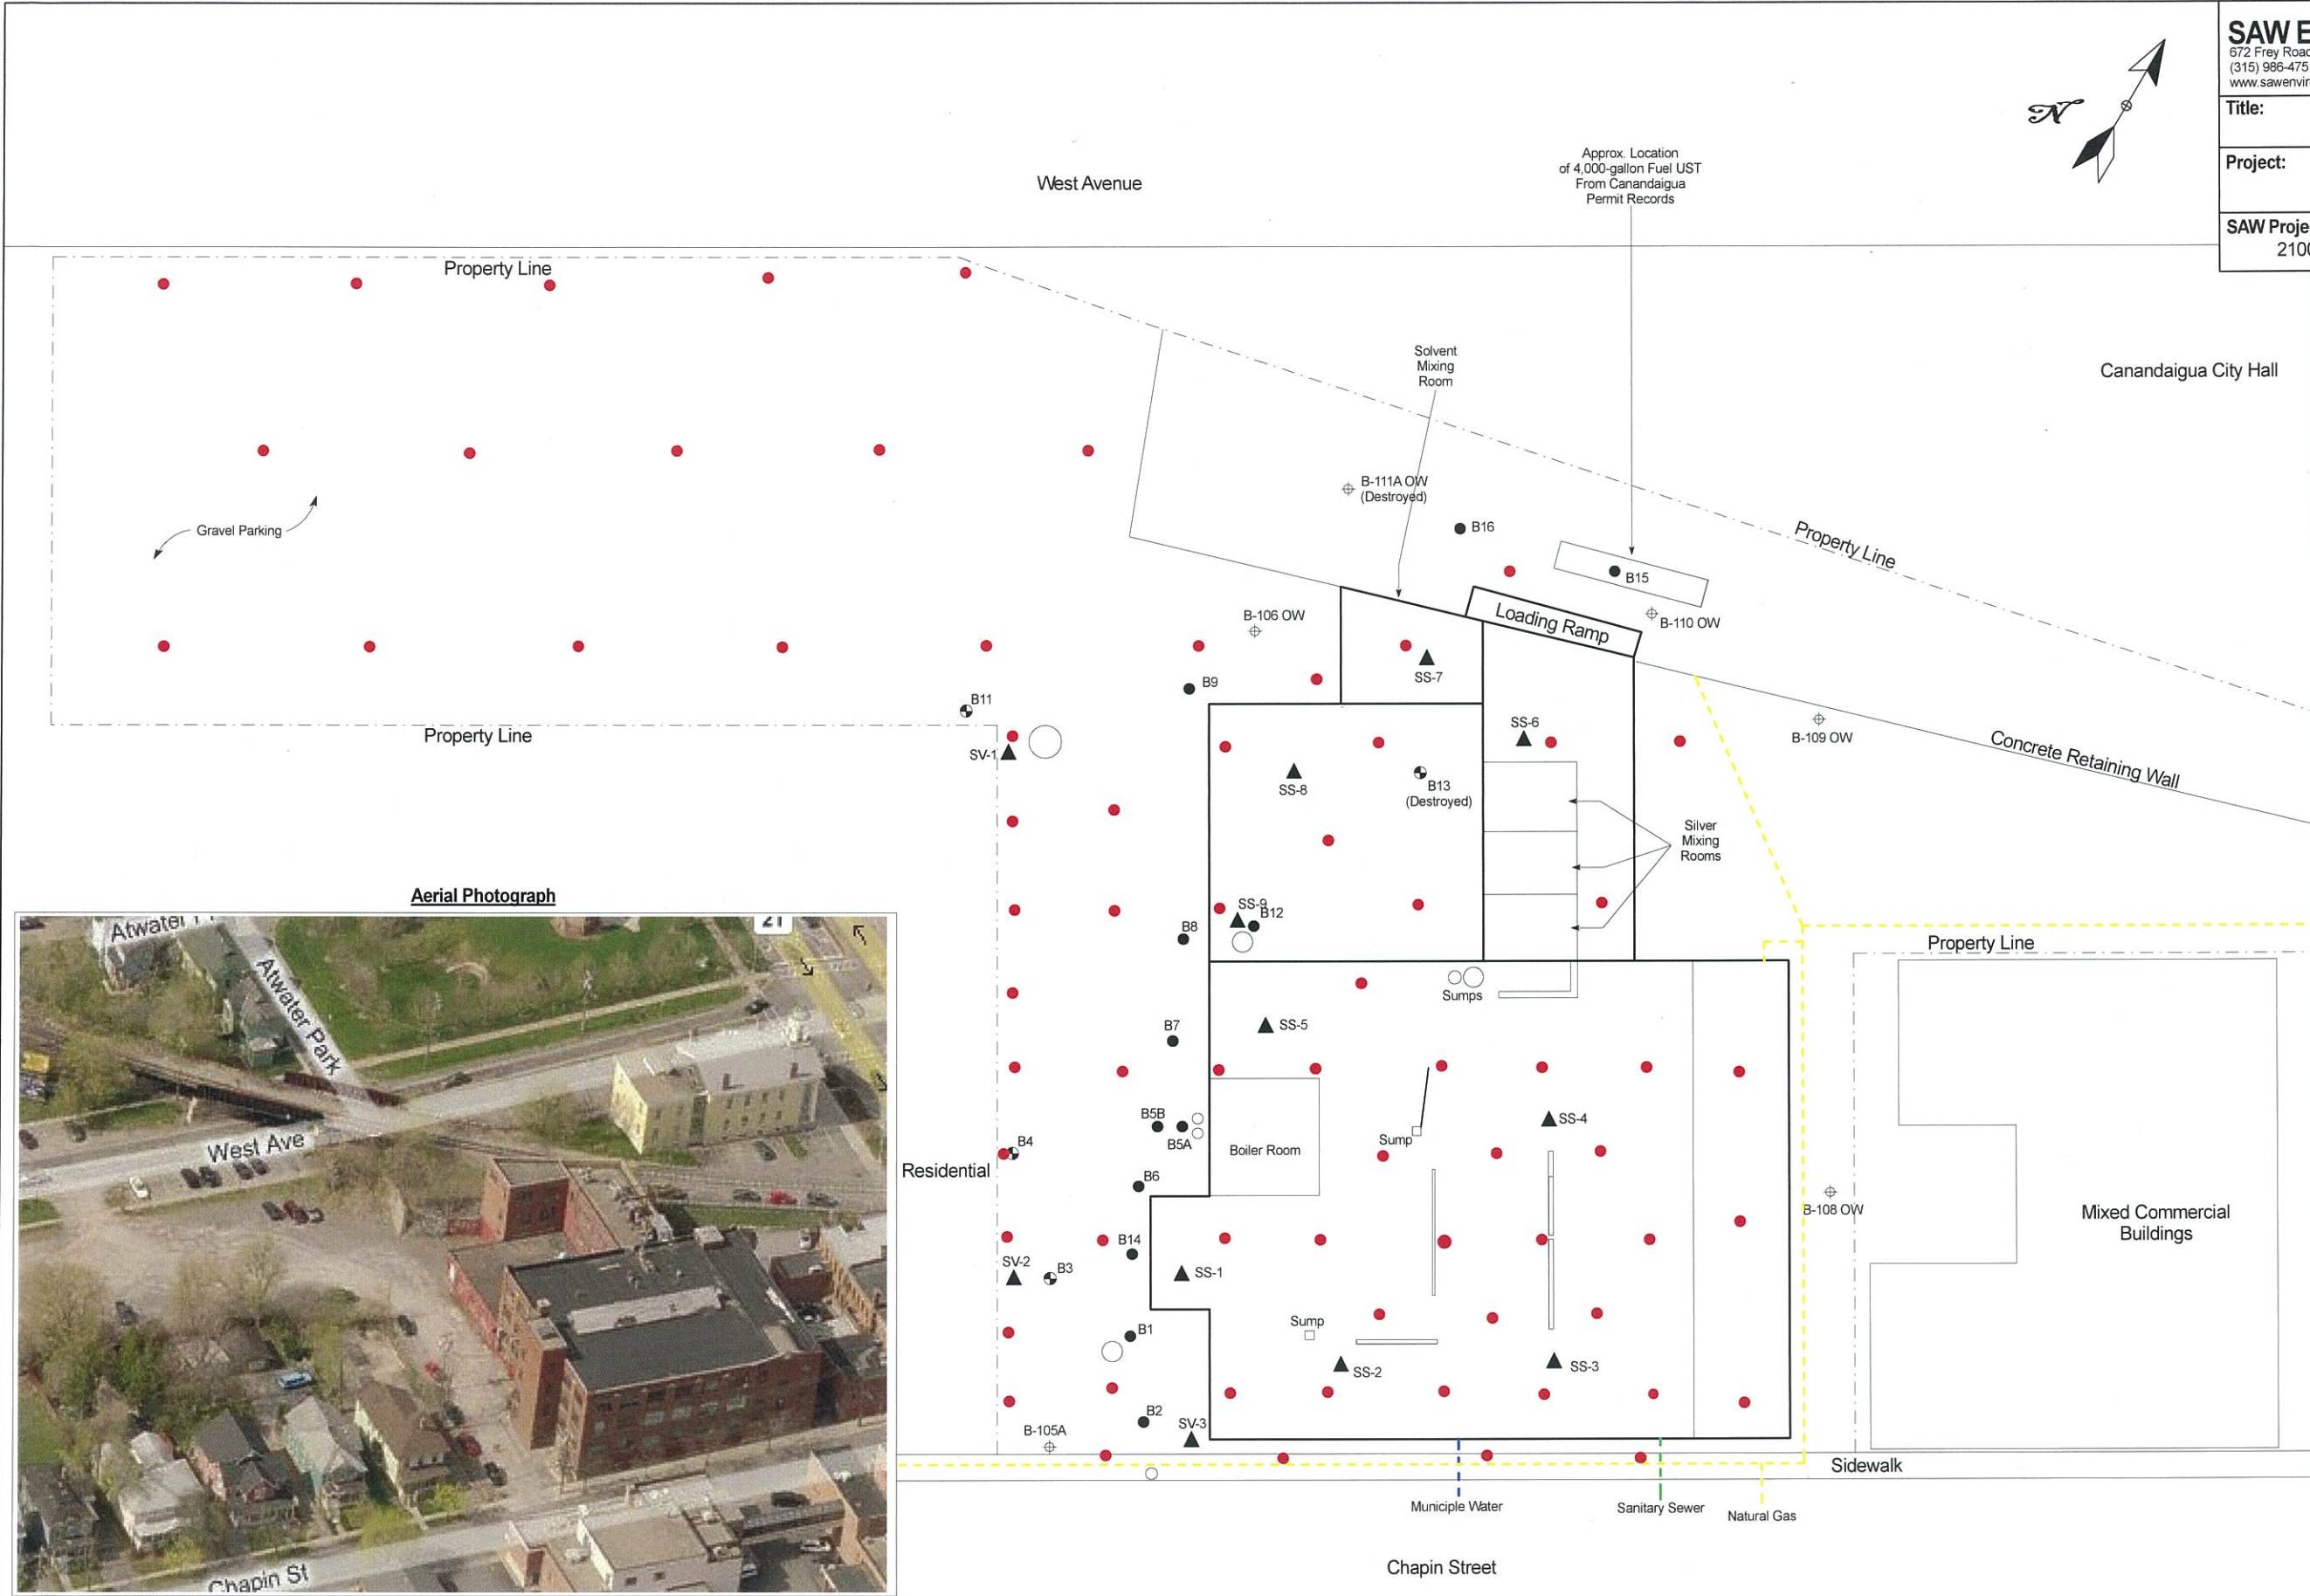 SAW E
672 Frey Road
(315) 986-475
www.sawenvir
Title:
Project:
SAW Proje
2100
N
West Avenue
Approx. Location
of 4,000-gallon Fuel UST
From Canandaigua
Permit Records
Property Line
Solvent
Mixing
Room
Canandaigua City Hall
B-111A OW
(Destroyed)
B16
Gravel Parking
Property Line
B15
Loading Ramp
B-106 OW
B-110 OW
SS-7
B9
B11
Property Line
SV-1
SS-6
B-109 OW
Concrete Retaining Wall
SS-8
B13
(Destroyed)
Silver
Mixing
Rooms
Aerial Photograph
SS-9
B12
B8
Property Line
Sumps
SS-5
B7
B5B
B5A
SS-4
Sump
Boiler Room
B4
Residential
B6
B-108 OW
Mixed Commercial
Buildings
B14
SV-2
B3
SS-1
B1
Sump
SS-2
SS-3
B2
SV-3
B-105A
Sidewalk
Municiple Water
Sanitary Sewer
Natural Gas
Chapin Street
Atwater
21
Atwater Park
West Ave
Chapin St